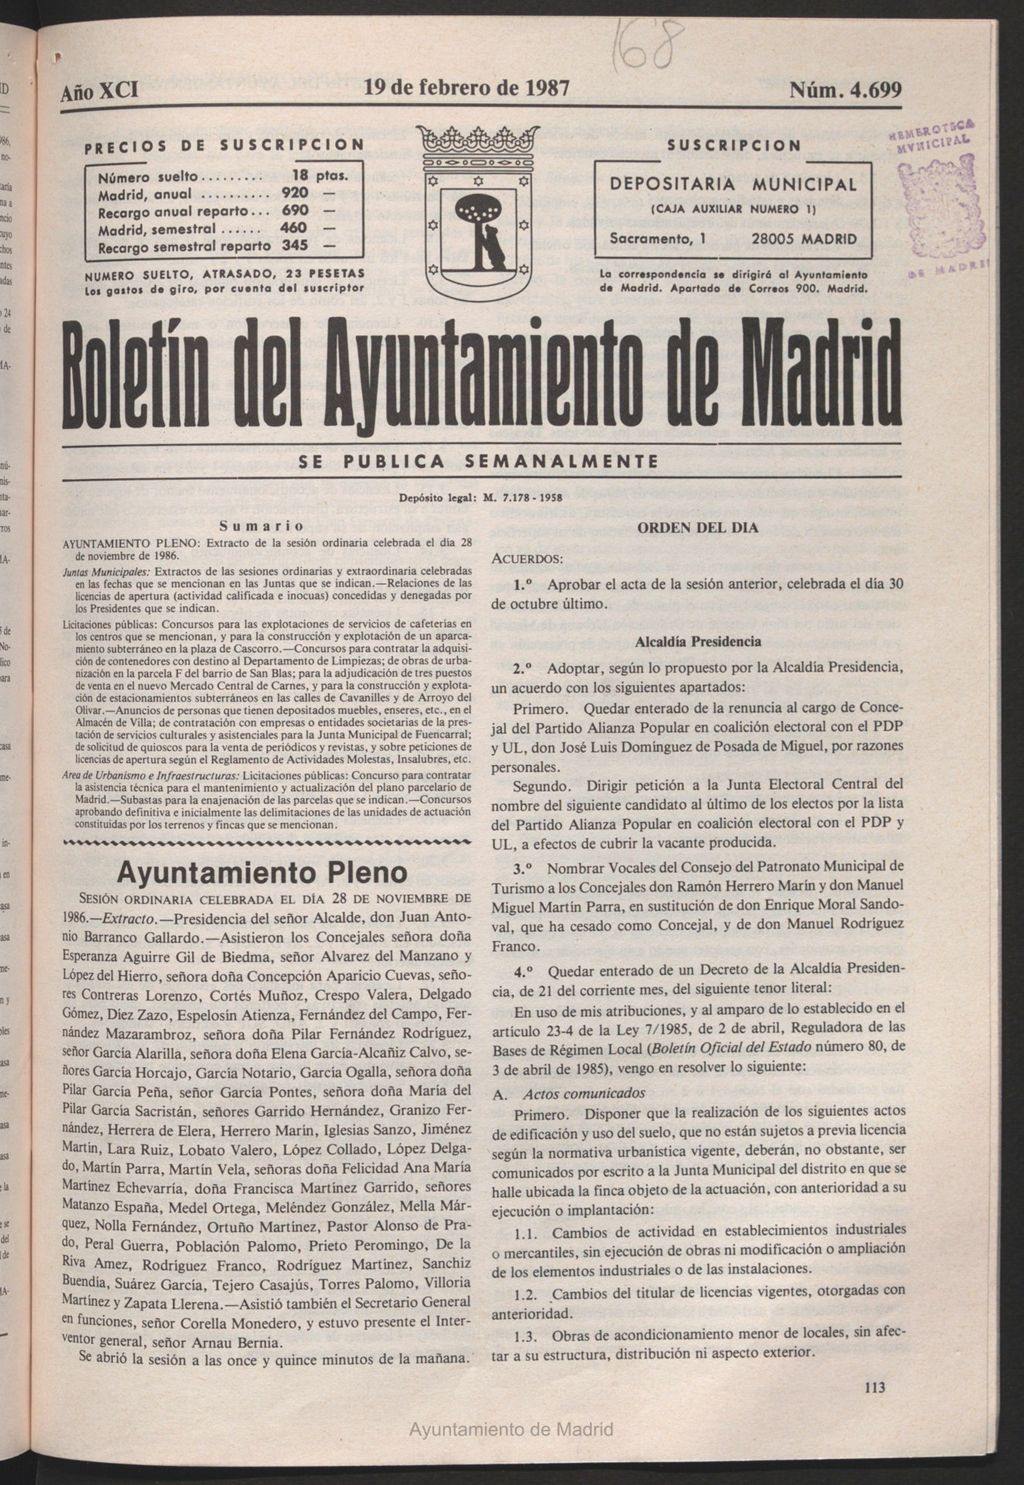 168
Año XCI
19 de febrero de 1987
Núm. 4.699
PRECIOS DE SUSCRIPCION
Número suelto......... 18 ptas.
Madrid, anual .......... 920 —
Recargo anual reparto... 690 —
Madrid, semestral ...... 460 —
Recargo semestral reparto 345 —
NUMERO SUELTO, ATRASADO, 23 PESETAS
Los gastos de giro, por cuenta del suscriptor
SUSCRIPCION
DEPOSITARIA MUNICIPAL
(CAJA AUXILIAR NUMERO 1)
Sacramento, 1 28005 MADRID
La correspondencia se dirigirá al Ayuntamiento
de Madrid. Apartado de Correos 900. Madrid.
HEMEROTECA
MVNICIPAL
DE MADRID
Boletín del Ayuntamiento de Madrid
SE PUBLICA SEMANALMENTE
Depósito legal: M. 7.178 - 1958
Sumario
AYUNTAMIENTO PLENO: Extracto de la sesión ordinaria celebrada el día 28
de noviembre de 1986.
Juntas Municipales: Extractos de las sesiones ordinarias y extraordinaria celebradas
en las fechas que se mencionan en las Juntas que se indican.—Relaciones de las
licencias de apertura (actividad calificada e inocuas) concedidas y denegadas por
los Presidentes que se indican.
Licitaciones públicas: Concursos para las explotaciones de servicios de cafeterías en
los centros que se mencionan, y para la construcción y explotación de un aparca-
miento subterráneo en la plaza de Cascorro.—Concursos para contratar la adquisi-
ción de contenedores con destino al Departamento de Limpiezas; de obras de urba-
nización en la parcela F del barrio de San Blas; para la adjudicación de tres puestos
de venta en el nuevo Mercado Central de Carnes, y para la construcción y explota-
ción de estacionamientos subterráneos en las calles de Cavanilles y de Arroyo del
Olivar.—Anuncios de personas que tienen depositados muebles, enseres, etc., en el
Almacén de Villa; de contratación con empresas o entidades societarias de la pres-
tación de servicios culturales y asistenciales para la Junta Municipal de Fuencarral;
de solicitud de quioscos para la venta de periódicos y revistas, y sobre peticiones de
licencias de apertura según el Reglamento de Actividades Molestas, Insalubres, etc.
Area de Urbanismo e Infraestructuras: Licitaciones públicas: Concurso para contratar
la asistencia técnica para el mantenimiento y actualización del plano parcelario de
Madrid.—Subastas para la enajenación de las parcelas que se indican.—Concursos
aprobando definitiva e inicialmente las delimitaciones de las unidades de actuación
constituidas por los terrenos y fincas que se mencionan.
Ayuntamiento Pleno
SESIÓN ORDINARIA CELEBRADA EL DÍA 28 DE NOVIEMBRE DE
1986.—Extracto.—Presidencia del señor Alcalde, don Juan Anto-
nio Barranco Gallardo.—Asistieron los Concejales señora doña
Esperanza Aguirre Gil de Biedma, señor Alvarez del Manzano y
López del Hierro, señora doña Concepción Aparicio Cuevas, seño-
res Contreras Lorenzo, Cortés Muñoz, Crespo Valera, Delgado
Gómez, Díez Zazo, Espelosín Atienza, Fernández del Campo, Fer-
nández Mazarambroz, señora doña Pilar Fernández Rodríguez,
señor García Alarilla, señora doña Elena García-Alcañiz Calvo, se-
ñores García Horcajo, García Notario, García Ogalla, señora doña
Pilar García Peña, señor García Pontes, señora doña María del
Pilar García Sacristán, señores Garrido Hernández, Granizo Fer-
nández, Herrera de Elera, Herrero Marín, Iglesias Sanzo, Jiménez
Martín, Lara Ruiz, Lobato Valero, López Collado, López Delga-
do, Martín Parra, Martín Vela, señoras doña Felicidad Ana María
Martínez Echevarría, doña Francisca Martínez Garrido, señores
Matanzo España, Medel Ortega, Meléndez González, Mella Már-
quez, Nolla Fernández, Ortuño Martínez, Pastor Alonso de Pra-
do, Peral Guerra, Población Palomo, Prieto Peromingo, De la
Riva Amez, Rodríguez Franco, Rodríguez Martínez, Sanchiz
Buendía, Suárez García, Tejero Casajús, Torres Palomo, Villoria
Martínez y Zapata Llerena.—Asistió también el Secretario General
en funciones, señor Corella Monedero, y estuvo presente el Inter-
ventor general, señor Arnau Bernia.
Se abrió la sesión a las once y quince minutos de la mañana.
ORDEN DEL DIA
ACUERDOS:
1.º Aprobar el acta de la sesión anterior, celebrada el día 30
de octubre último.
Alcaldía Presidencia
2.º Adoptar, según lo propuesto por la Alcaldía Presidencia,
un acuerdo con los siguientes apartados:
Primero. Quedar enterado de la renuncia al cargo de Conce-
jal del Partido Alianza Popular en coalición electoral con el PDP
y UL, don José Luis Domínguez de Posada de Miguel, por razones
personales.
Segundo. Dirigir petición a la Junta Electoral Central del
nombre del siguiente candidato al último de los electos por la lista
del Partido Alianza Popular en coalición electoral con el PDP y
UL, a efectos de cubrir la vacante producida.
3.º Nombrar Vocales del Consejo del Patronato Municipal de
Turismo a los Concejales don Ramón Herrero Marín y don Manuel
Miguel Martín Parra, en sustitución de don Enrique Moral Sando-
val, que ha cesado como Concejal, y de don Manuel Rodríguez
Franco.
4.º Quedar enterado de un Decreto de la Alcaldía Presiden-
cia, de 21 del corriente mes, del siguiente tenor literal:
En uso de mis atribuciones, y al amparo de lo establecido en el
artículo 23-4 de la Ley 7/1985, de 2 de abril, Reguladora de las
Bases de Régimen Local (Boletín Oficial del Estado número 80, de
3 de abril de 1985), vengo en resolver lo siguiente:
A. Actos comunicados
Primero. Disponer que la realización de los siguientes actos
de edificación y uso del suelo, que no están sujetos a previa licencia
según la normativa urbanística vigente, deberán, no obstante, ser
comunicados por escrito a la Junta Municipal del distrito en que se
halle ubicada la finca objeto de la actuación, con anterioridad a su
ejecución o implantación:
1.1. Cambios de actividad en establecimientos industriales
o mercantiles, sin ejecución de obras ni modificación o ampliación
de los elementos industriales o de las instalaciones.
1.2. Cambios del titular de licencias vigentes, otorgadas con
anterioridad.
1.3. Obras de acondicionamiento menor de locales, sin afec-
tar a su estructura, distribución ni aspecto exterior.
113
Ayuntamiento de Madrid